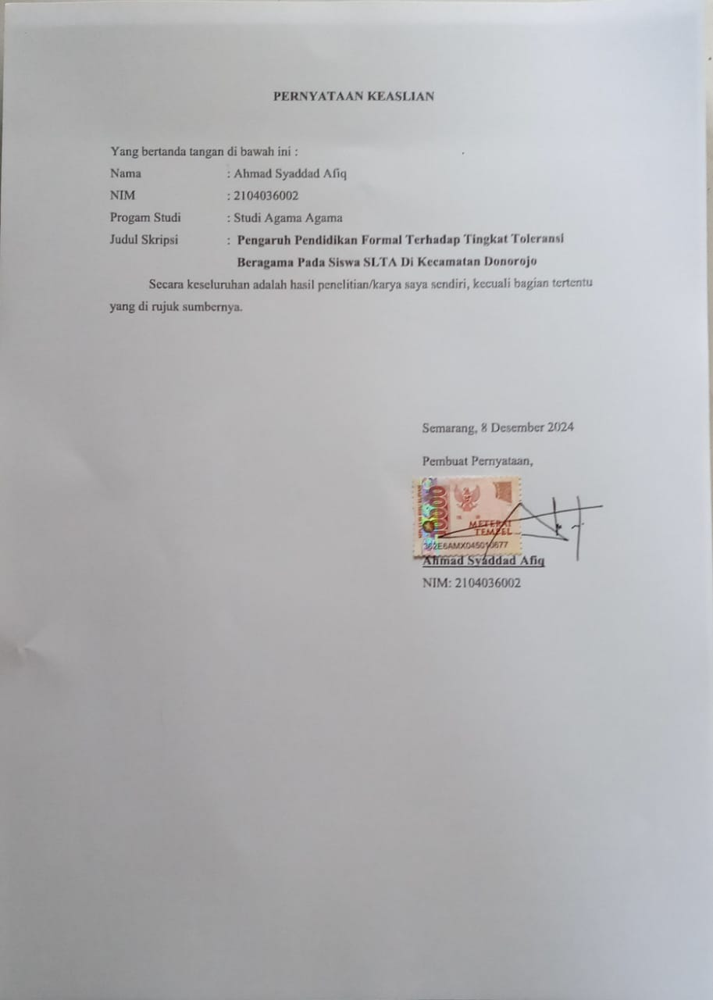 PERNYATAAN KEASLIAN
Yang bertanda tangan di bawah ini :
Nama : Ahmad Syaddad Afiq
NIM : 2104036002
Progam Studi : Studi Agama Agama
Judul Skripsi : Pengaruh Pendidikan Formal Terhadap Tingkat Toleransi
Beragama Pada Siswa SLTA Di Kecamatan Donorojo
Secara keseluruhan adalah hasil penelitian/karya saya sendiri, kecuali bagian tertentu
yang di rujuk sumbernya.
Semarang, 8 Desember 2024
Pembuat Pernyataan,
10000
METERAI
TEMPEL
Ahmad Syaddad Afiq
NIM: 2104036002